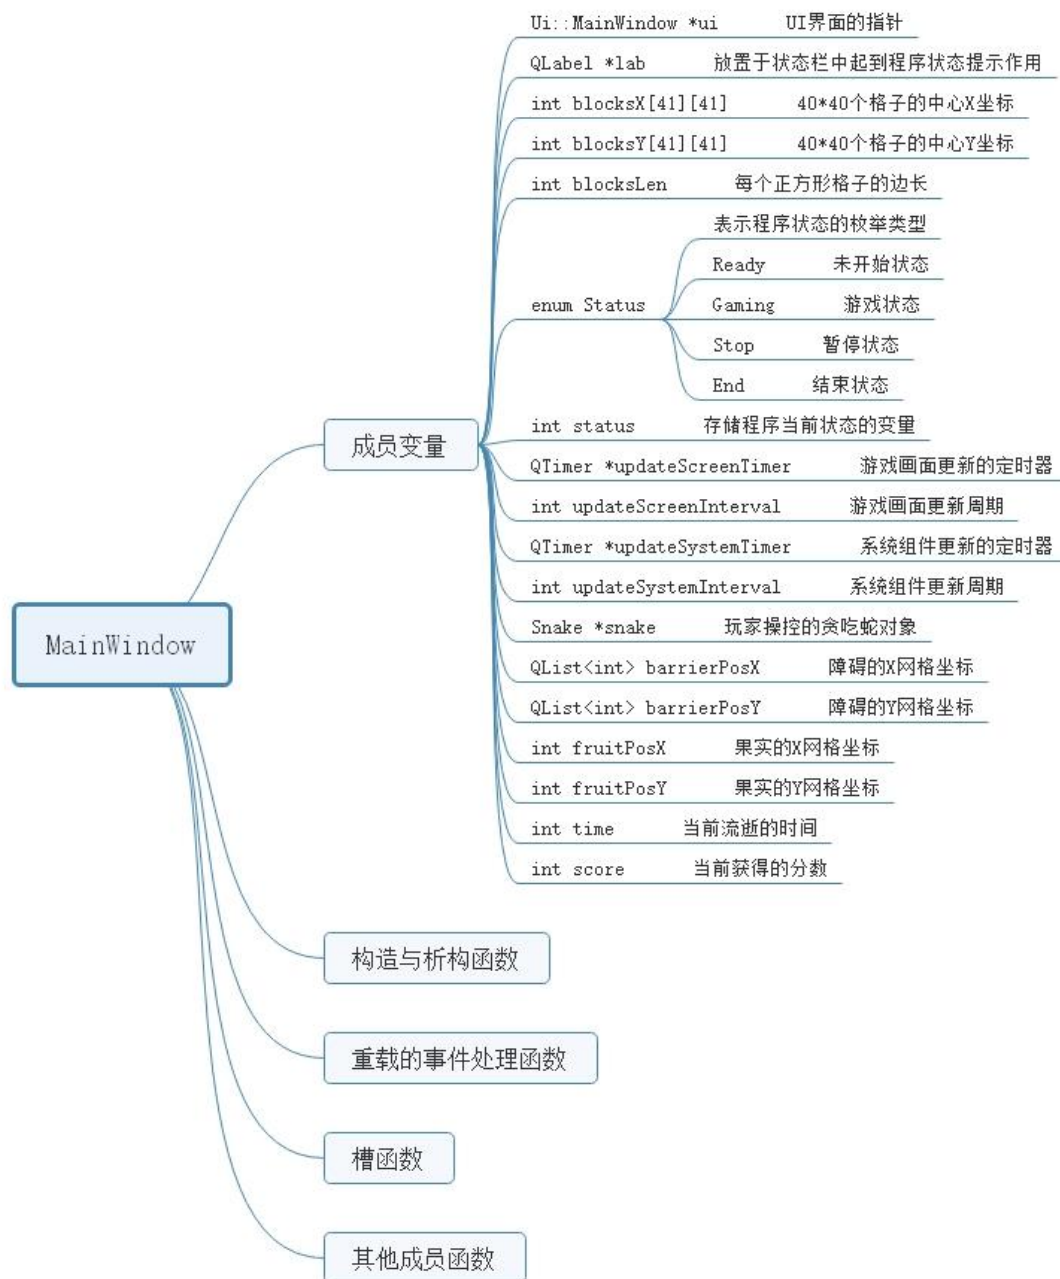 Ui::MainWindow *ui UI界面的指针
QLabel *lab 放置于状态栏中起到程序状态提示作用
int blocksX[41][41] 40*40个格子的中心X坐标
int blocksY[41][41] 40*40个格子的中心Y坐标
int blocksLen 每个正方形格子的边长
表示程序状态的枚举类型
Ready 未开始状态
enum Status
Gaming 游戏状态
Stop 暂停状态
End 结束状态
成员变量
int status 存储程序当前状态的变量
QTimer *updateScreenTimer 游戏画面更新的定时器
int updateScreenInterval 游戏画面更新周期
QTimer *updateSystemTimer 系统组件更新的定时器
int updateSystemInterval 系统组件更新周期
Snake *snake 玩家操控的贪吃蛇对象
MainWindow
QList<int> barrierPosX 障碍的X网格坐标
QList<int> barrierPosY 障碍的Y网格坐标
int fruitPosX 果实的X网格坐标
int fruitPosY 果实的Y网格坐标
int time 当前流逝的时间
int score 当前获得的分数
构造与析构函数
重载的事件处理函数
槽函数
其他成员函数